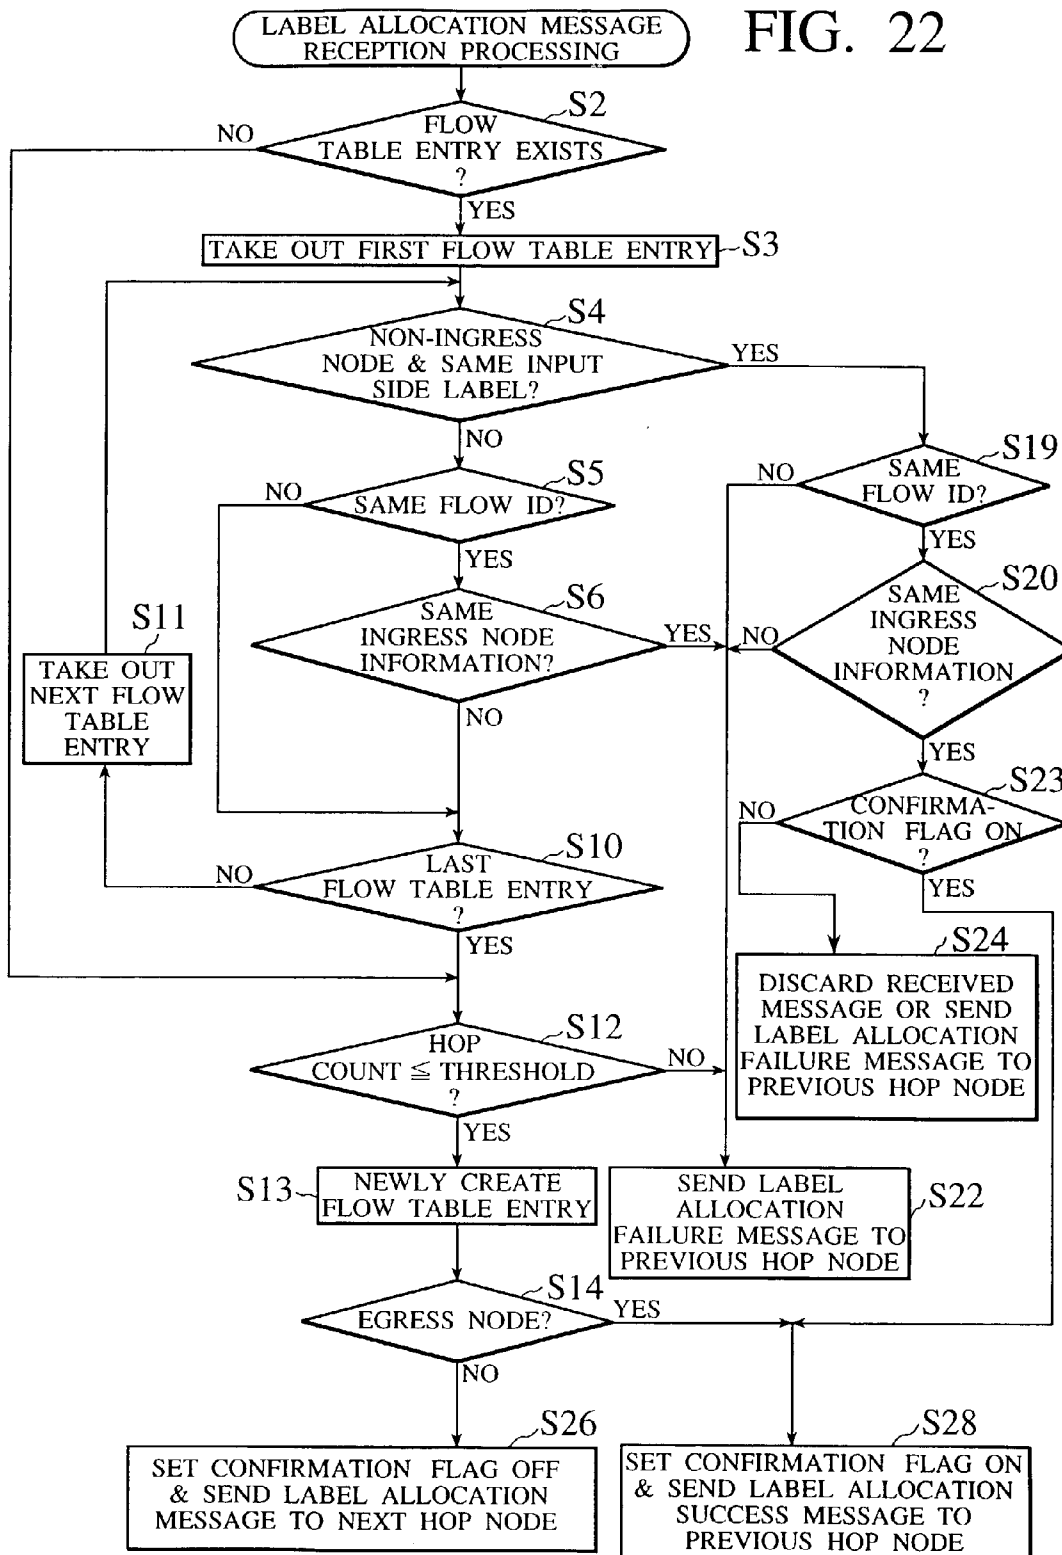 FIG. 22
LABEL ALLOCATION MESSAGE
RECEPTION PROCESSING
S2
NO
FLOW
TABLE ENTRY EXISTS
?
YES
TAKE OUT FIRST FLOW TABLE ENTRY
S3
S4
NON-INGRESS
NODE & SAME INPUT
SIDE LABEL?
YES
NO
S19
NO
SAME
FLOW ID?
YES
S5
NO
SAME FLOW ID?
YES
S20
SAME
INGRESS
NODE
INFORMATION
?
NO
YES
S6
SAME
INGRESS NODE
INFORMATION?
YES
NO
S11
TAKE OUT
NEXT FLOW
TABLE
ENTRY
S23
NO
CONFIRMA-
TION FLAG ON
?
YES
S10
NO
LAST
FLOW TABLE ENTRY
?
YES
S24
DISCARD RECEIVED
MESSAGE OR SEND
LABEL ALLOCATION
FAILURE MESSAGE TO
PREVIOUS HOP NODE
S12
HOP
COUNT ≦ THRESHOLD
?
NO
YES
S13
NEWLY CREATE
FLOW TABLE ENTRY
SEND LABEL
ALLOCATION
FAILURE MESSAGE TO
PREVIOUS HOP NODE
S22
S14
EGRESS NODE?
YES
NO
S26
SET CONFIRMATION FLAG OFF
& SEND LABEL ALLOCATION
MESSAGE TO NEXT HOP NODE
S28
SET CONFIRMATION FLAG ON
& SEND LABEL ALLOCATION
SUCCESS MESSAGE TO
PREVIOUS HOP NODE